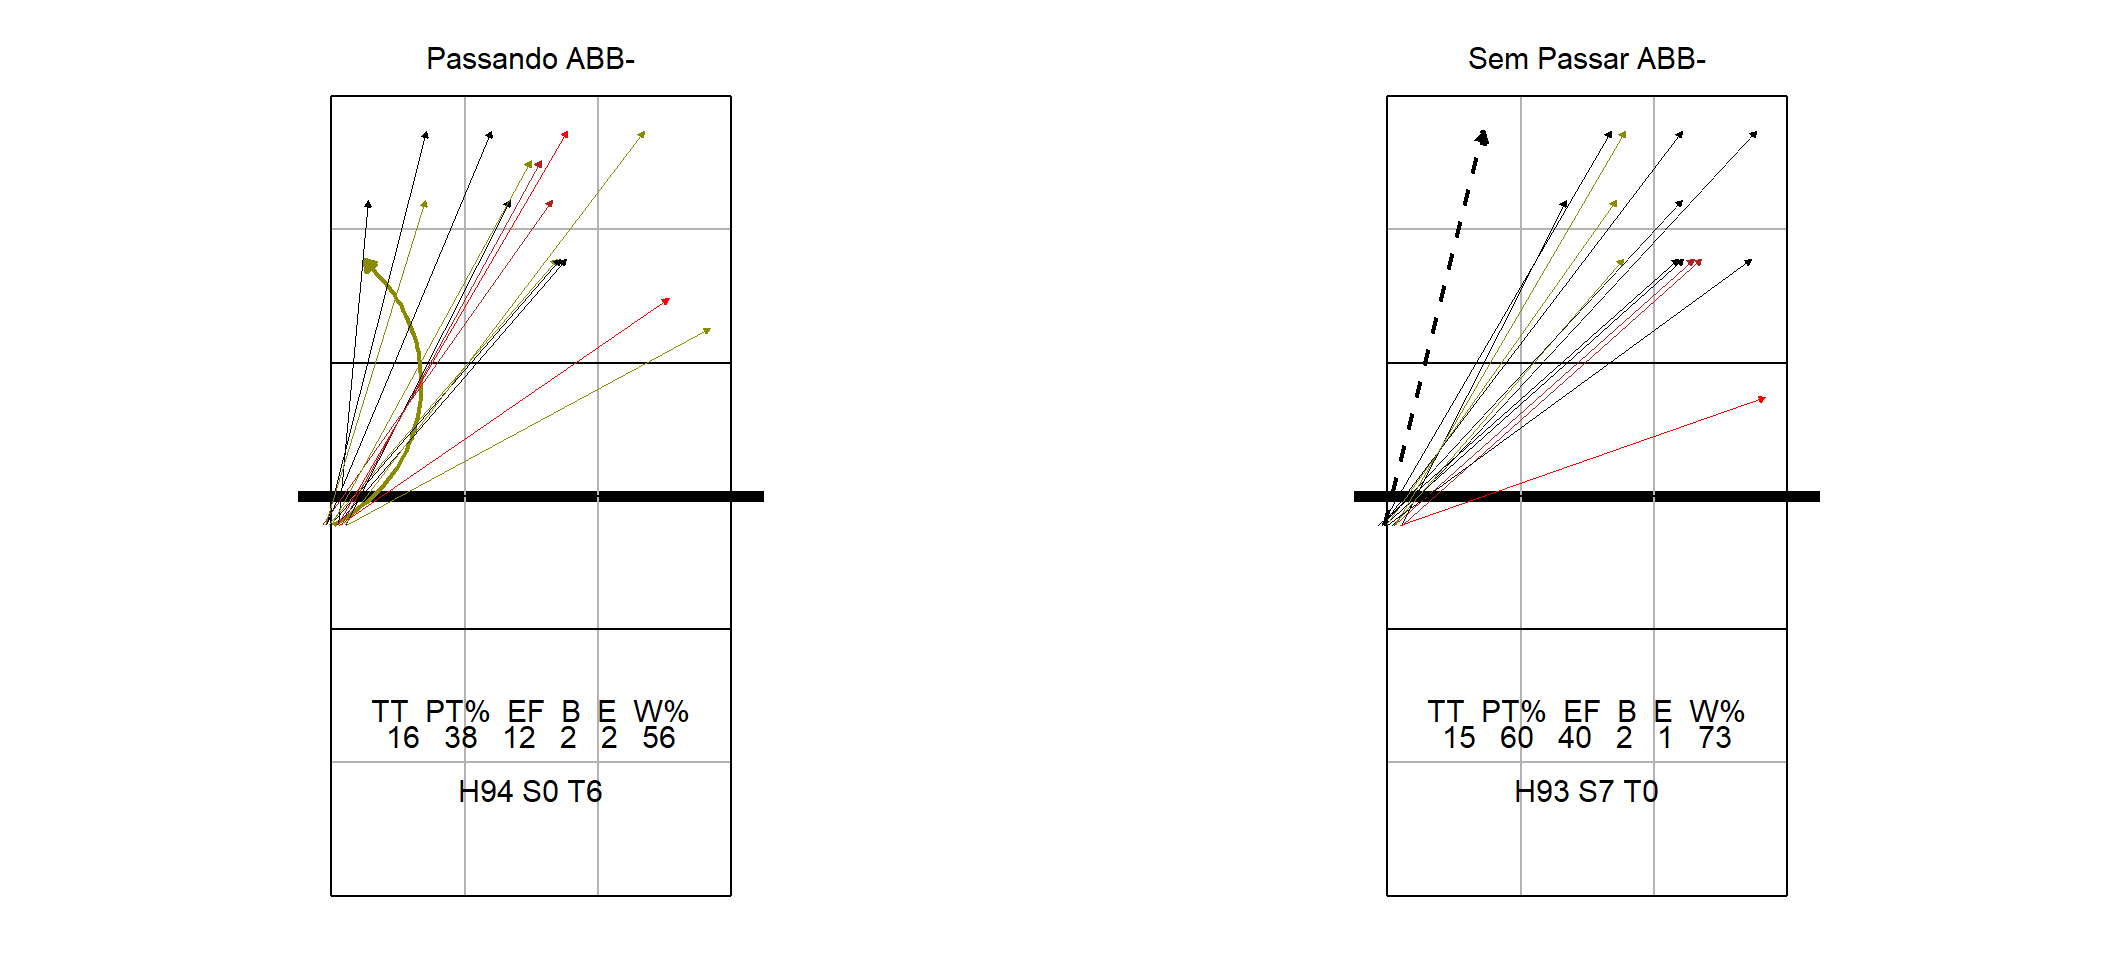 Passando ABB-
TT PT% EF B E W%
16 38 12 2 2 56
H94 S0 T6
Sem Passar ABB-
TT PT% EF B E W%
15 60 40 2 1 73
H93 S7 T0